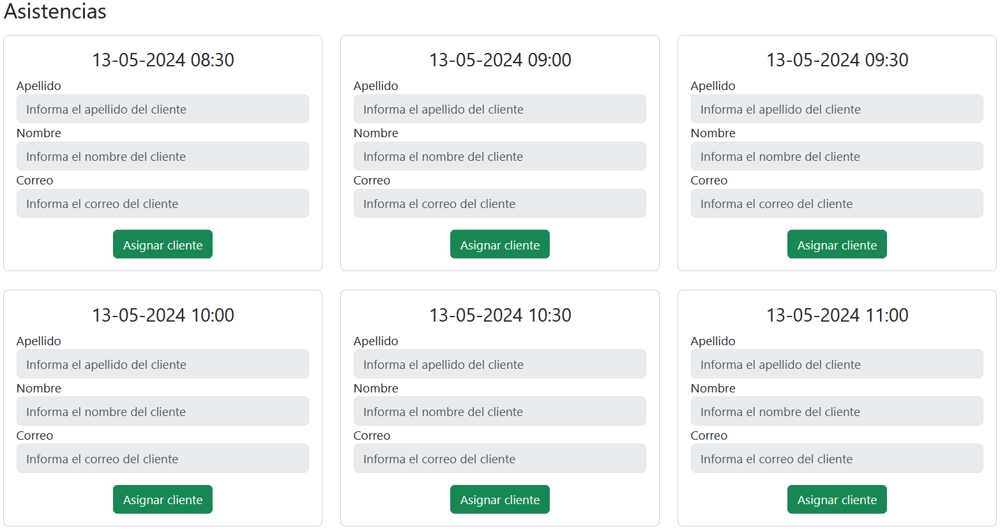 Asistencias
13-05-2024 08:30
Apellido
Informa el apellido del cliente
Nombre
Informa el nombre del cliente
Correo
Informa el correo del cliente
Asignar cliente
13-05-2024 09:00
Apellido
Informa el apellido del cliente
Nombre
Informa el nombre del cliente
Correo
Informa el correo del cliente
Asignar cliente
13-05-2024 09:30
Apellido
Informa el apellido del cliente
Nombre
Informa el nombre del cliente
Correo
Informa el correo del cliente
Asignar cliente
13-05-2024 10:00
Apellido
Informa el apellido del cliente
Nombre
Informa el nombre del cliente
Correo
Informa el correo del cliente
Asignar cliente
13-05-2024 10:30
Apellido
Informa el apellido del cliente
Nombre
Informa el nombre del cliente
Correo
Informa el correo del cliente
Asignar cliente
13-05-2024 11:00
Apellido
Informa el apellido del cliente
Nombre
Informa el nombre del cliente
Correo
Informa el correo del cliente
Asignar cliente